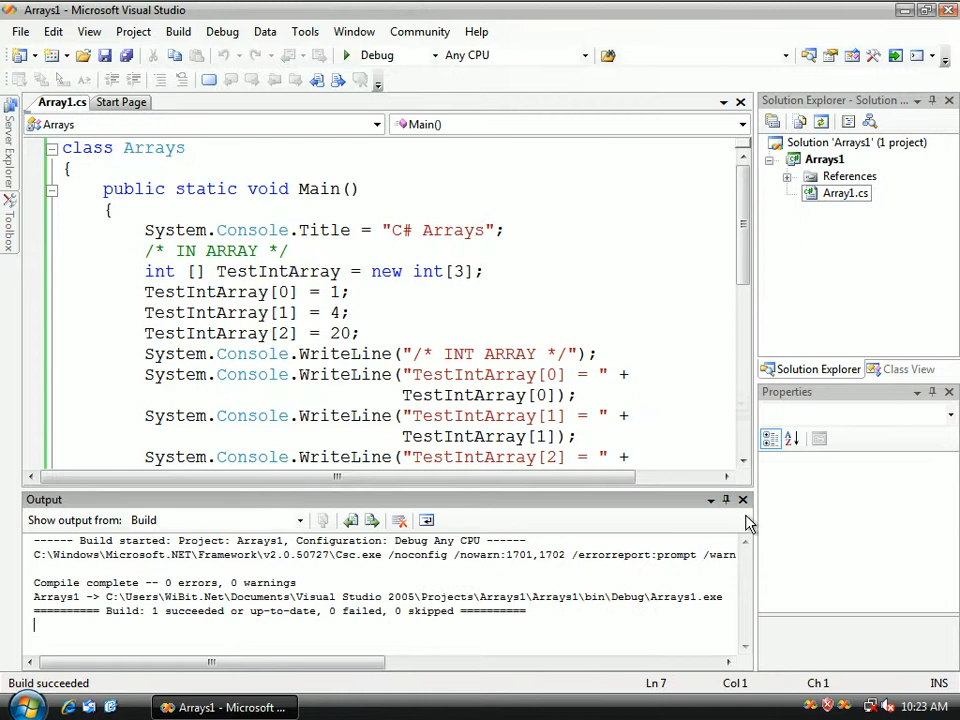 Arrays1 - Microsoft Visual Studio
File Edit View Project Build Debug Data Tools Window Community Help
Debug Any CPU
Array1.cs Start Page
Arrays Main()
class Arrays
{
public static void Main()
{
System.Console.Title = "C# Arrays";
/* IN ARRAY */
int [] TestIntArray = new int[3];
TestIntArray[0] = 1;
TestIntArray[1] = 4;
TestIntArray[2] = 20;
System.Console.WriteLine("/* INT ARRAY */");
System.Console.WriteLine("TestIntArray[0] = " +
TestIntArray[0]);
System.Console.WriteLine("TestIntArray[1] = " +
TestIntArray[1]);
System.Console.WriteLine("TestIntArray[2] = " +
Server Explorer
Toolbox
Solution Explorer - Solution ...
Solution 'Arrays1' (1 project)
Arrays1
References
Array1.cs
Solution Explorer Class View
Properties
Output
Show output from: Build
------ Build started: Project: Arrays1, Configuration: Debug Any CPU ------
C:\Windows\Microsoft.NET\Framework\v2.0.50727\Csc.exe /noconfig /nowarn:1701,1702 /errorreport:prompt /warn
Compile complete -- 0 errors, 0 warnings
Arrays1 -> C:\Users\WiBit.Net\Documents\Visual Studio 2005\Projects\Arrays1\Arrays1\bin\Debug\Arrays1.exe
========== Build: 1 succeeded or up-to-date, 0 failed, 0 skipped ==========
Build succeeded Ln 7 Col 1 Ch 1 INS
Arrays1 - Microsoft ... 10:23 AM